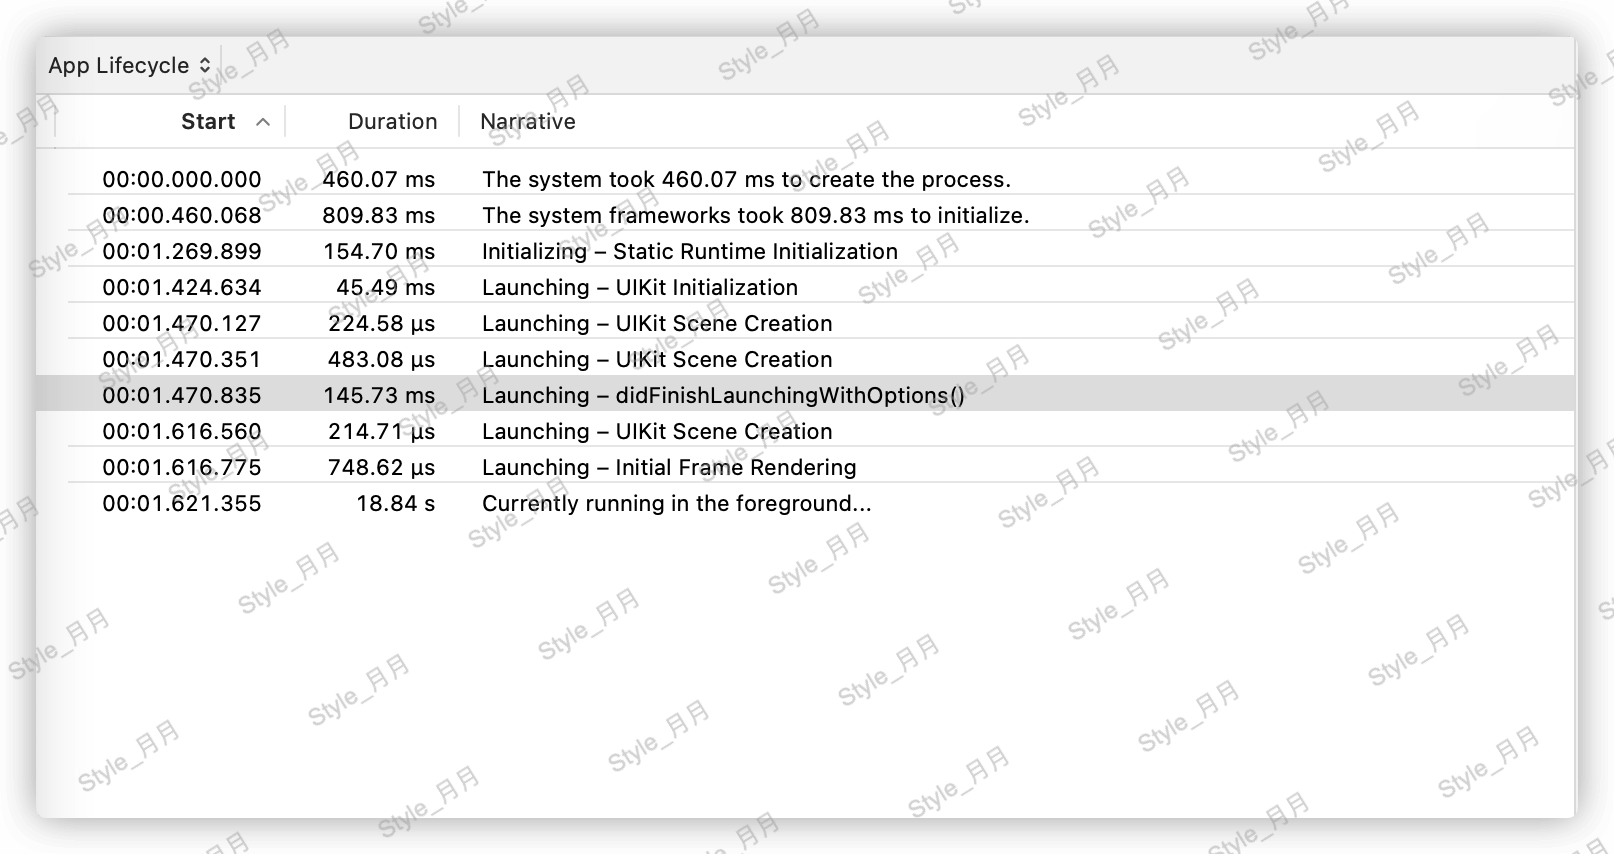 App Lifecycle
Start Duration Narrative
00:00.000.000 460.07 ms The system took 460.07 ms to create the process.
00:00.460.068 809.83 ms The system frameworks took 809.83 ms to initialize.
00:01.269.899 154.70 ms Initializing – Static Runtime Initialization
00:01.424.634 45.49 ms Launching – UIKit Initialization
00:01.470.127 224.58 µs Launching – UIKit Scene Creation
00:01.470.351 483.08 µs Launching – UIKit Scene Creation
00:01.470.835 145.73 ms Launching – didFinishLaunchingWithOptions()
00:01.616.560 214.71 µs Launching – UIKit Scene Creation
00:01.616.775 748.62 µs Launching – Initial Frame Rendering
00:01.621.355 18.84 s Currently running in the foreground...
Style_月月